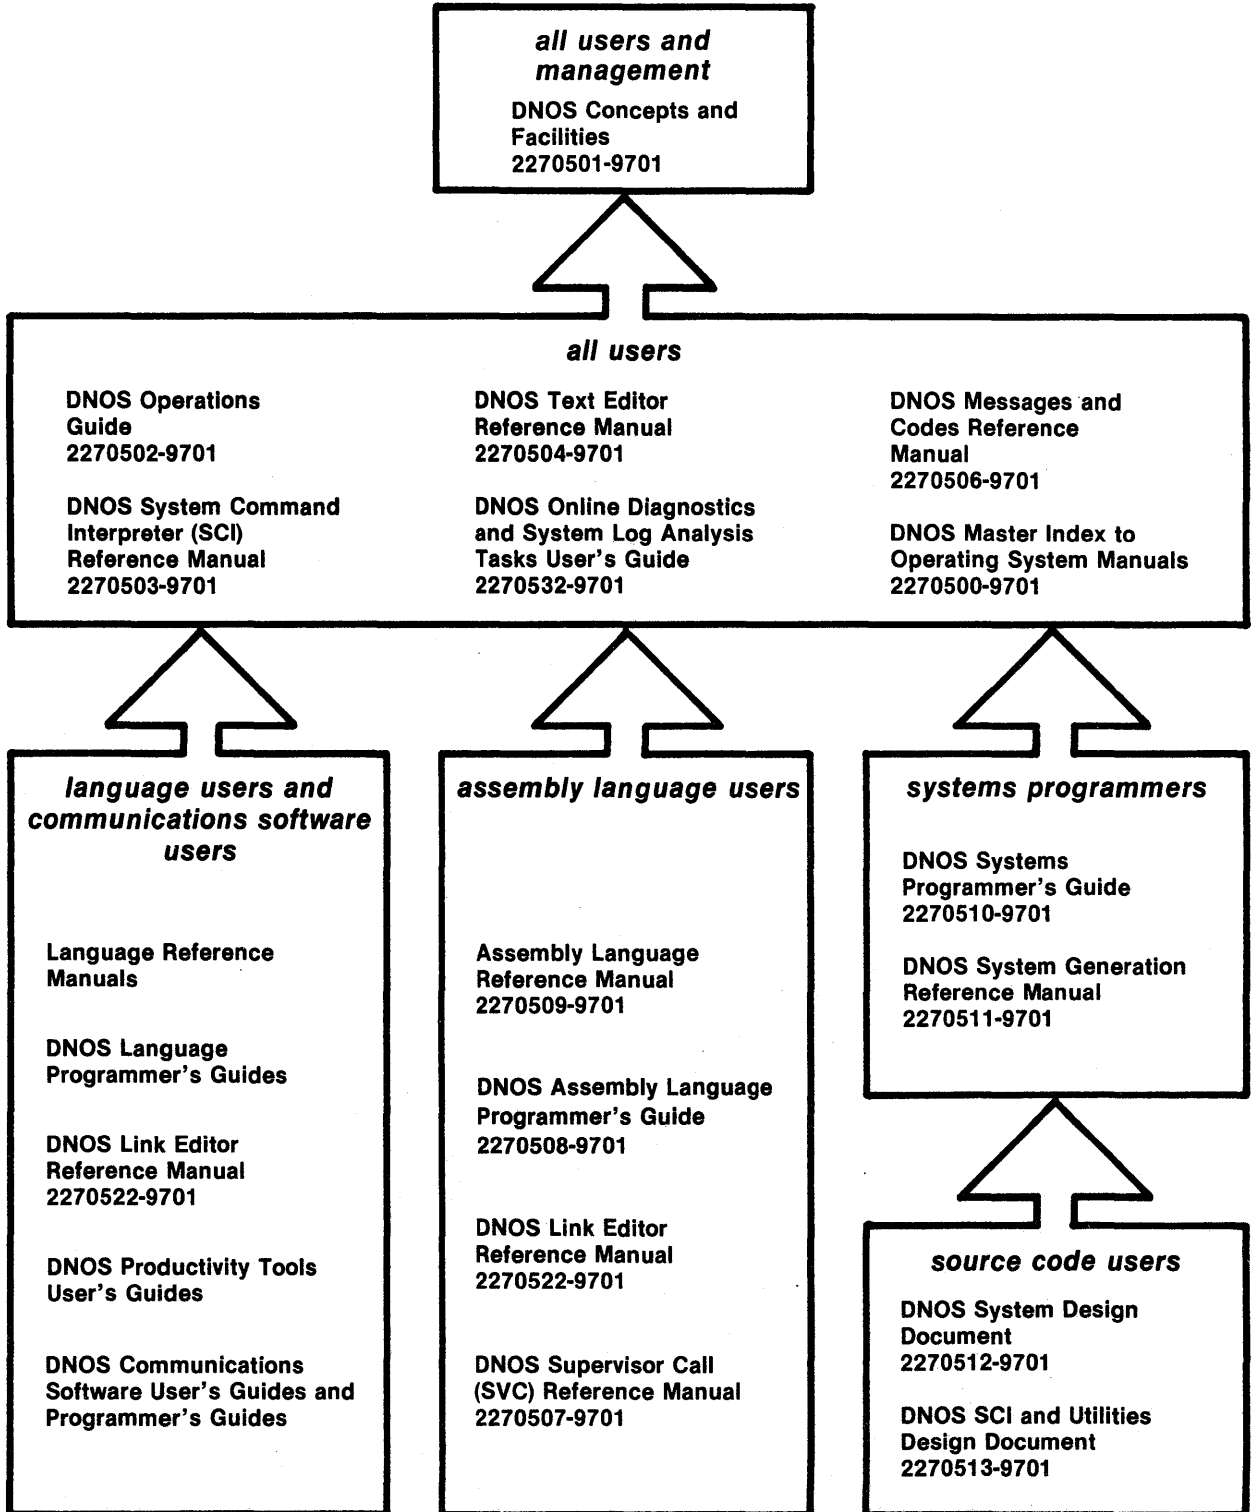 all users and
management
DNOS Concepts and
Facilities
2270501-9701
all users
DNOS Operations
Guide
2270502-9701
DNOS System Command
Interpreter (SCI)
Reference Manual
2270503-9701
DNOS Text Editor
Reference Manual
2270504-9701
DNOS Online Diagnostics
and System Log Analysis
Tasks User's Guide
2270532-9701
DNOS Messages and
Codes Reference
Manual
2270506-9701
DNOS Master Index to
Operating System Manuals
2270500-9701
language users and
communications software
users
Language Reference
Manuals
DNOS Language
Programmer's Guides
DNOS Link Editor
Reference Manual
2270522-9701
DNOS Productivity Tools
User's Guides
DNOS Communications
Software User's Guides and
Programmer's Guides
assembly language users
Assembly Language
Reference Manual
2270509-9701
DNOS Assembly Language
Programmer's Guide
2270508-9701
DNOS Link Editor
Reference Manual
2270522-9701
DNOS Supervisor Call
(SVC) Reference Manual
2270507-9701
systems programmers
DNOS Systems
Programmer's Guide
2270510-9701
DNOS System Generation
Reference Manual
2270511-9701
source code users
DNOS System Design
Document
2270512-9701
DNOS SCI and Utilities
Design Document
2270513-9701